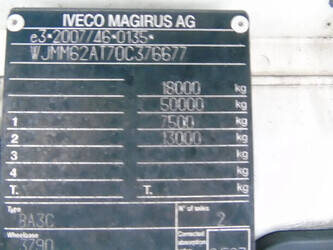 IVECO MAGIRUS AG
e3*2007/46*0135*
WJMM62AT70C376677
18000 kg
50000 kg
1 7500 kg
2 13000 kg
3 kg
4 kg
T. T. kg
Type N° of axles
BA3C 2
Wheelbase Corrected
3790 absorption